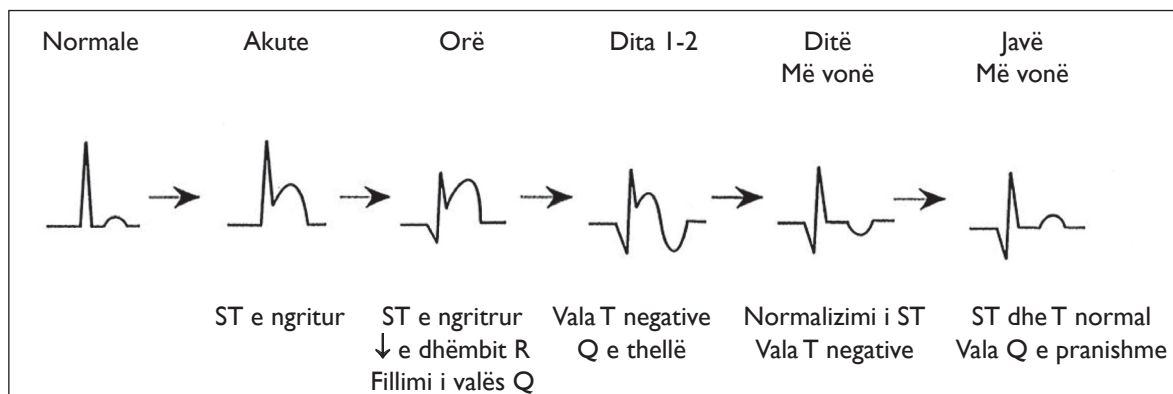 Normale
Akute
Orë
Dita 1-2
Ditë
Më vonë
Javë
Më vonë
ST e ngritur
ST e ngritrur
↓ e dhëmbit R
Fillimi i valës Q
Vala T negative
Q e thellë
Normalizimi i ST
Vala T negative
ST dhe T normal
Vala Q e pranishme